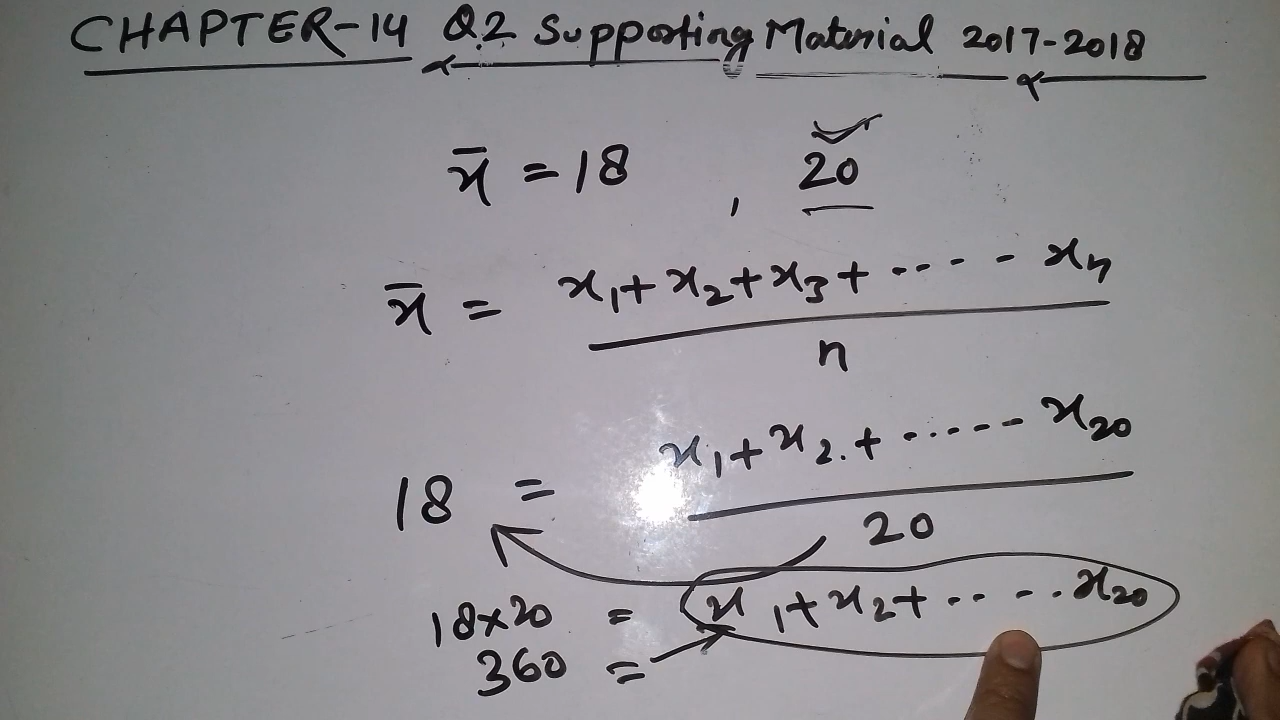 CHAPTER-14 Q.2 Supporting Material 2017-2018
x̄ = 18 , 20
x̄ = x₁+x₂+x₃+ ----- xₙ
n
18 = x₁+x₂.+ ------ x₂₀
20
18×20 = x₁+x₂+ -----. x₂₀
360 =